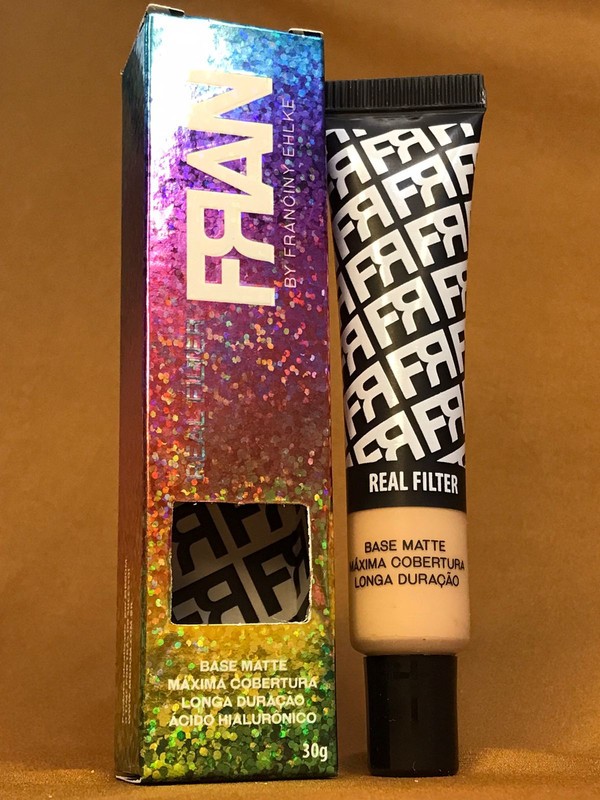 FRAN
BY FRANCINY EHLKE
REAL FILTER
BASE MATTE
MÁXIMA COBERTURA
LONGA DURAÇÃO
ÁCIDO HIALURÔNICO
30g
REAL FILTER
BASE MATTE
MÁXIMA COBERTURA
LONGA DURAÇÃO